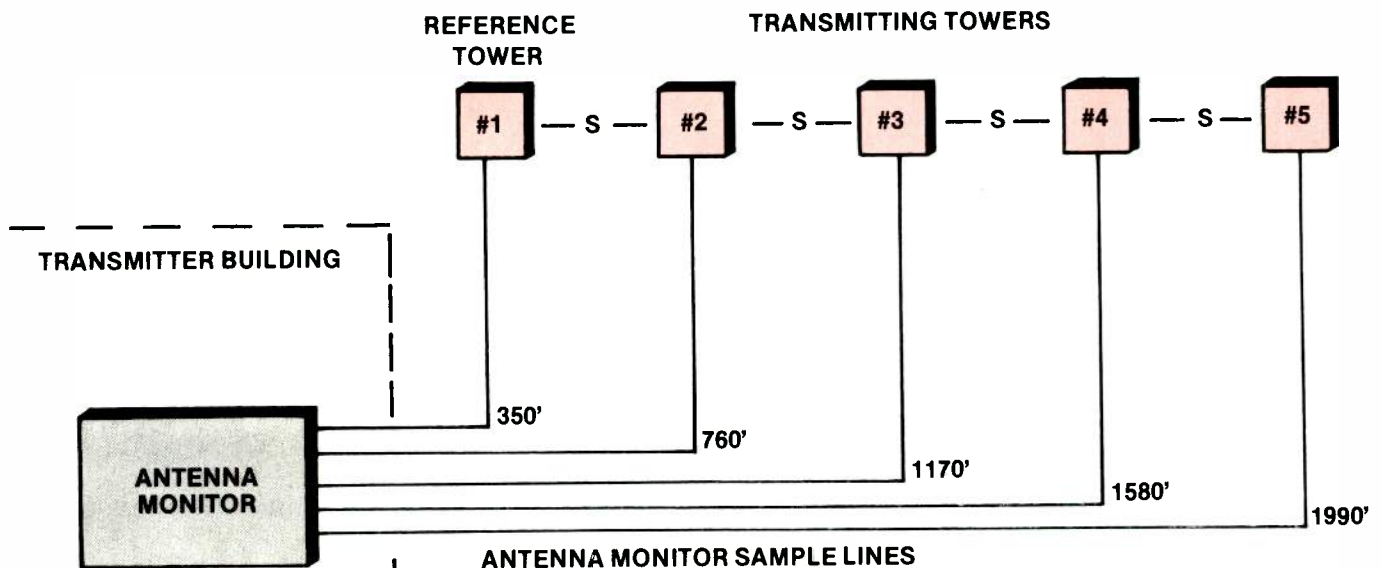 REFERENCE
TOWER
TRANSMITTING TOWERS
#1
— S —
#2
— S —
#3
— S —
#4
— S —
#5
TRANSMITTER BUILDING
350'
760'
1170'
1580'
1990'
ANTENNA
MONITOR
ANTENNA MONITOR SAMPLE LINES